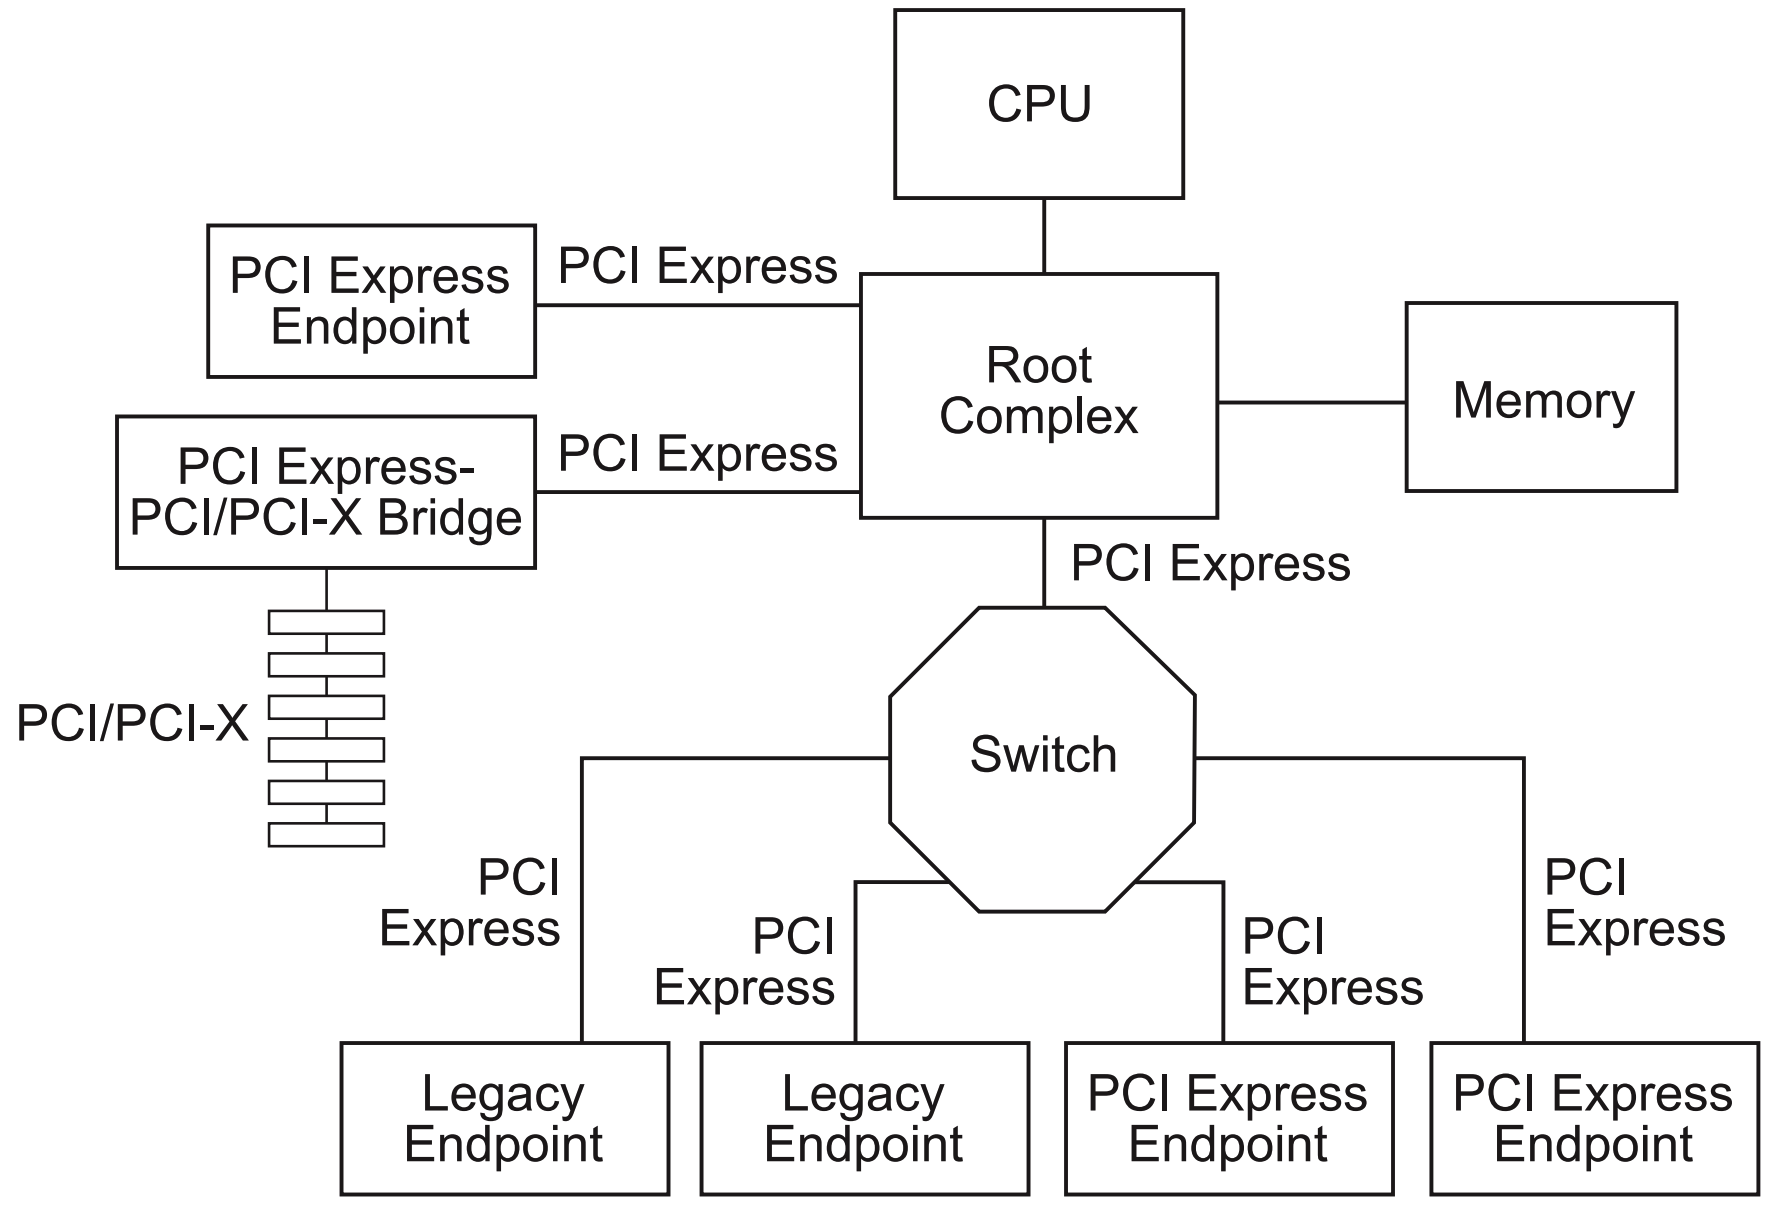 CPU
PCI Express
Endpoint
PCI Express
Root
Complex
Memory
PCI Express-
PCI/PCI-X Bridge
PCI Express
PCI Express
PCI/PCI-X
Switch
PCI
Express
PCI
Express
PCI
Express
PCI
Express
Legacy
Endpoint
Legacy
Endpoint
PCI Express
Endpoint
PCI Express
Endpoint